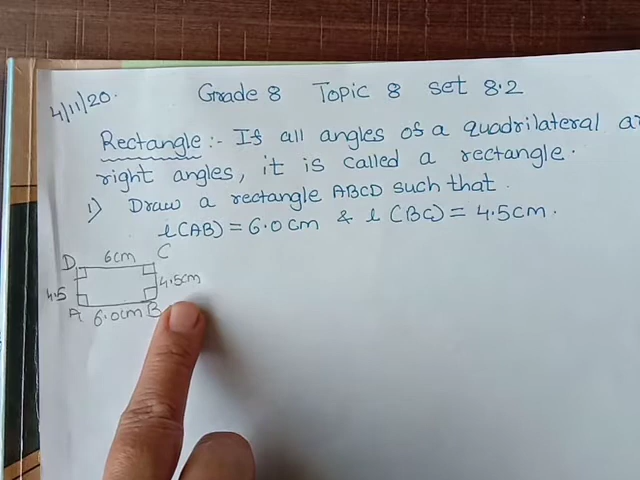 4/11/20.
Grade 8 Topic 8 set 8.2
Rectangle :- If all angles of a quadrilateral
right angles, it is called a rectangle.
1) Draw a rectangle ABCD such that.
l(AB) = 6.0 cm & l(BC) = 4.5cm.
D 6cm C
4.5 4.5cm
A 6.0cm B